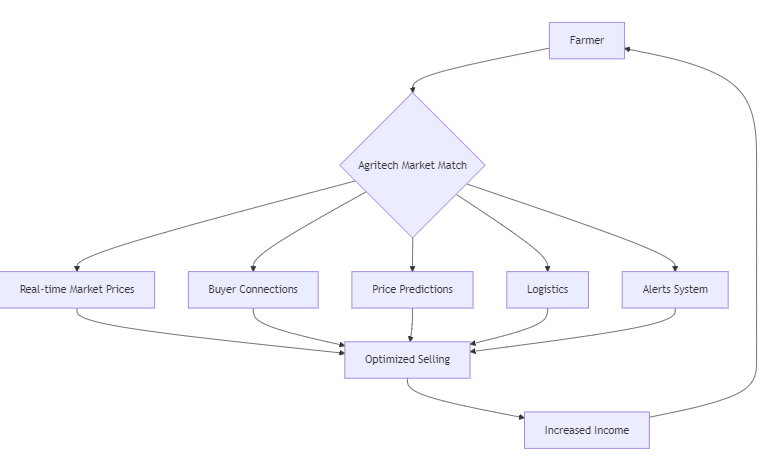 Farmer
Agritech Market Match
Real-time Market Prices
Buyer Connections
Price Predictions
Logistics
Alerts System
Optimized Selling
Increased Income